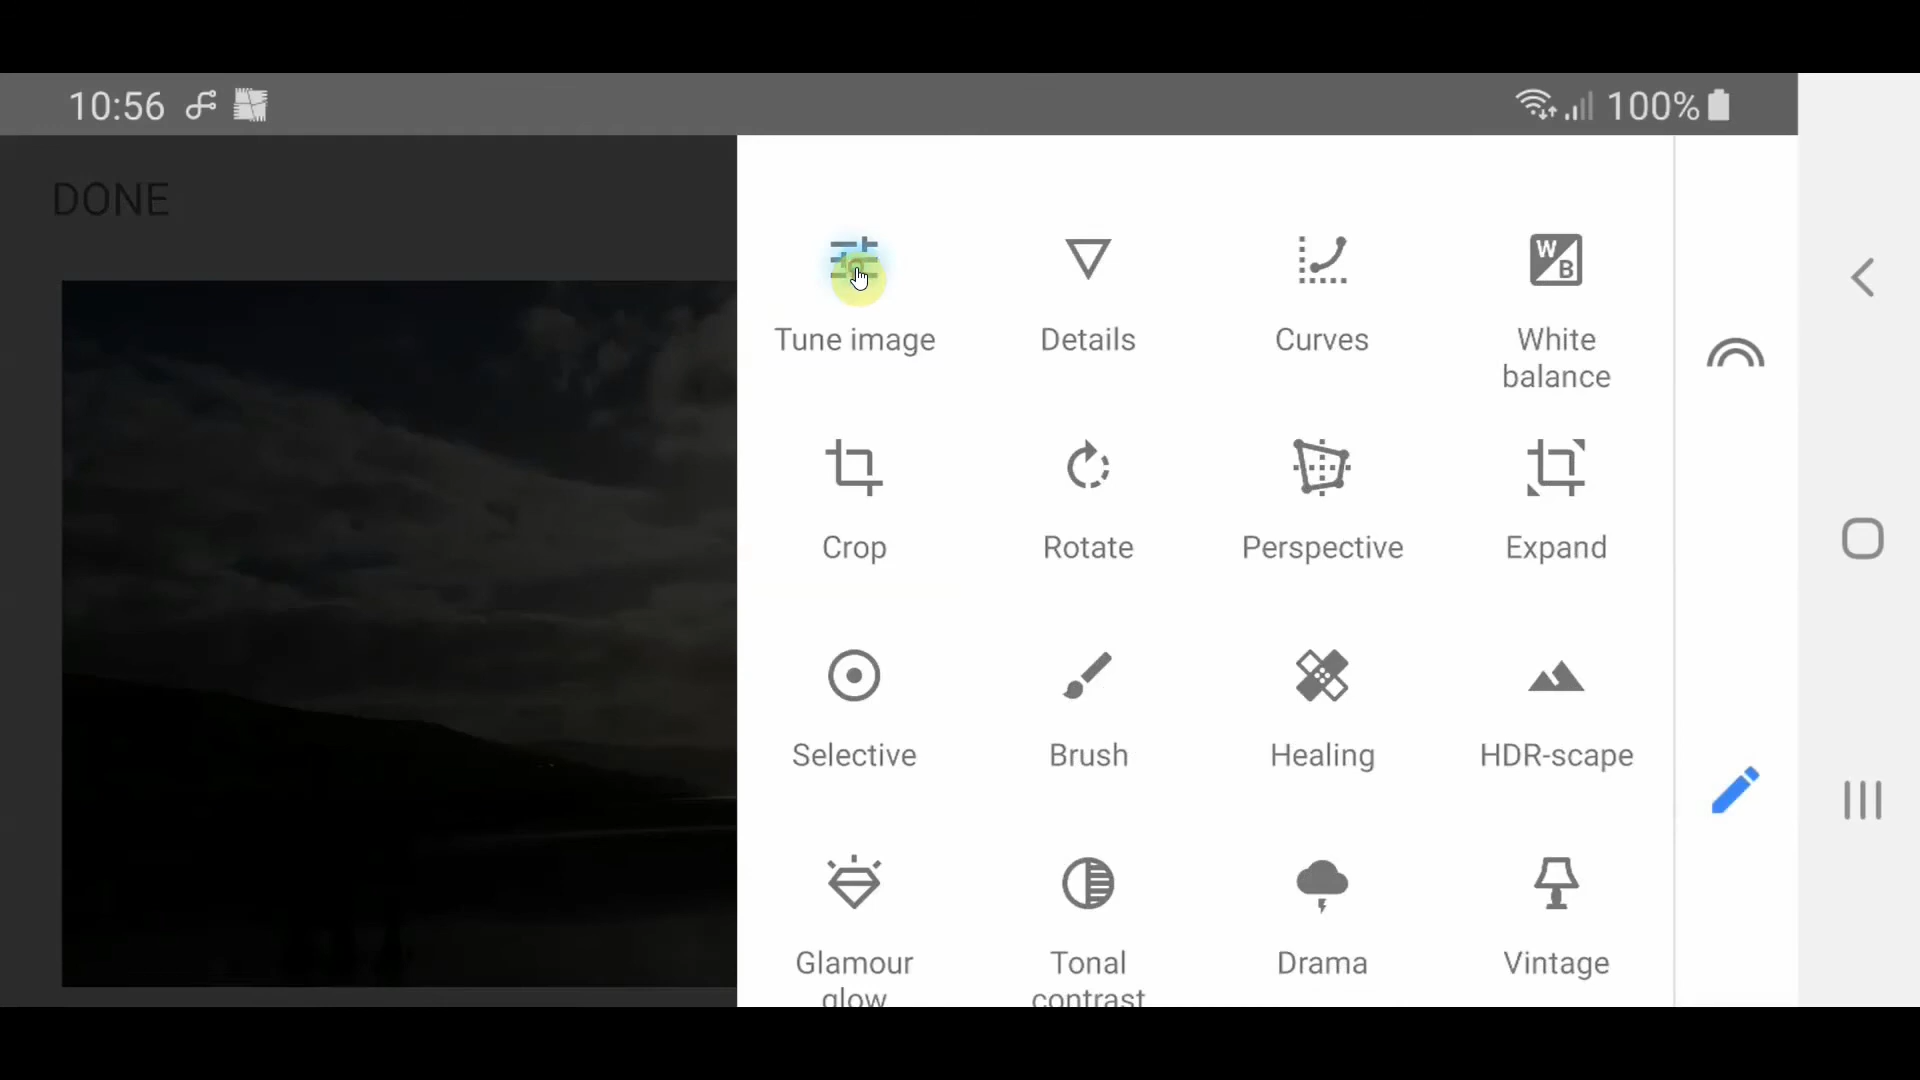 10:56
100%
DONE
Tune image
Details
Curves
White
balance
Crop
Rotate
Perspective
Expand
Selective
Brush
Healing
HDR-scape
Glamour
glow
Tonal
contrast
Drama
Vintage